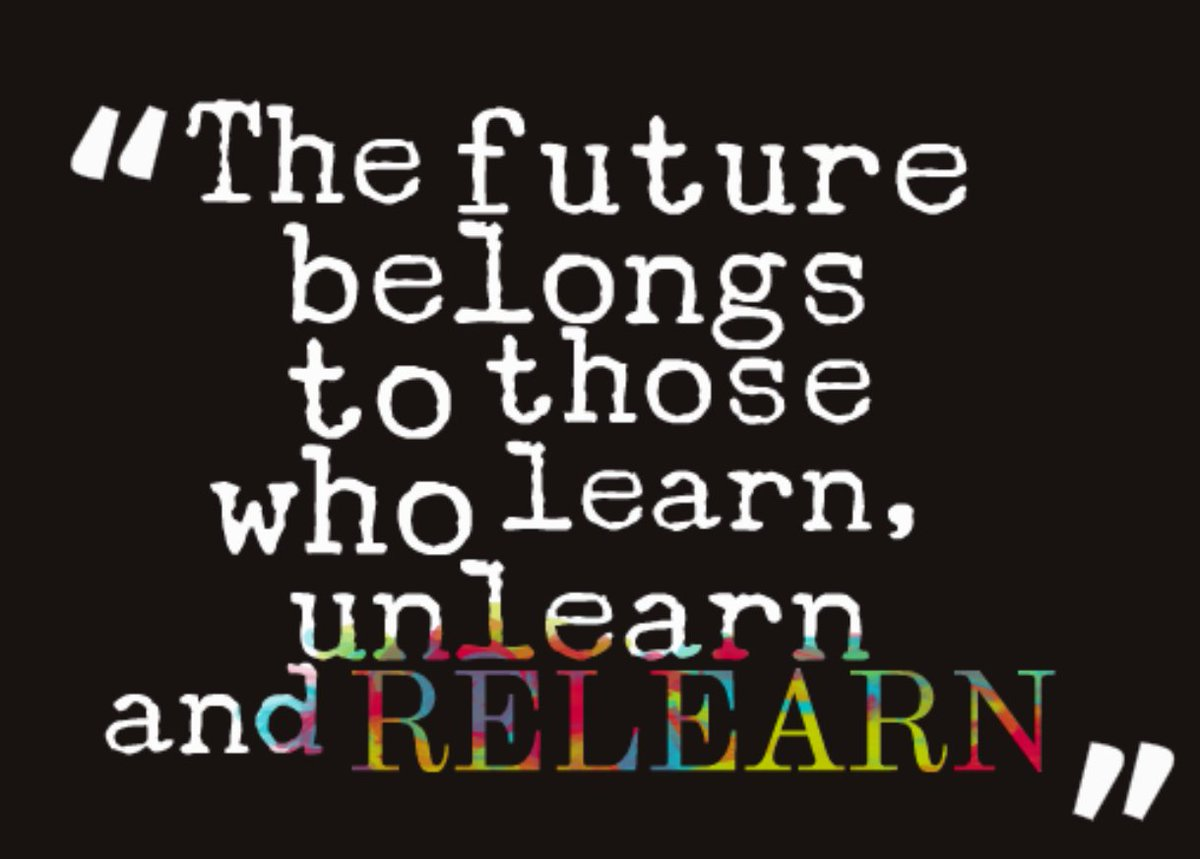 “The future
belongs
to those
who learn,
unlearn
and RELEARN”